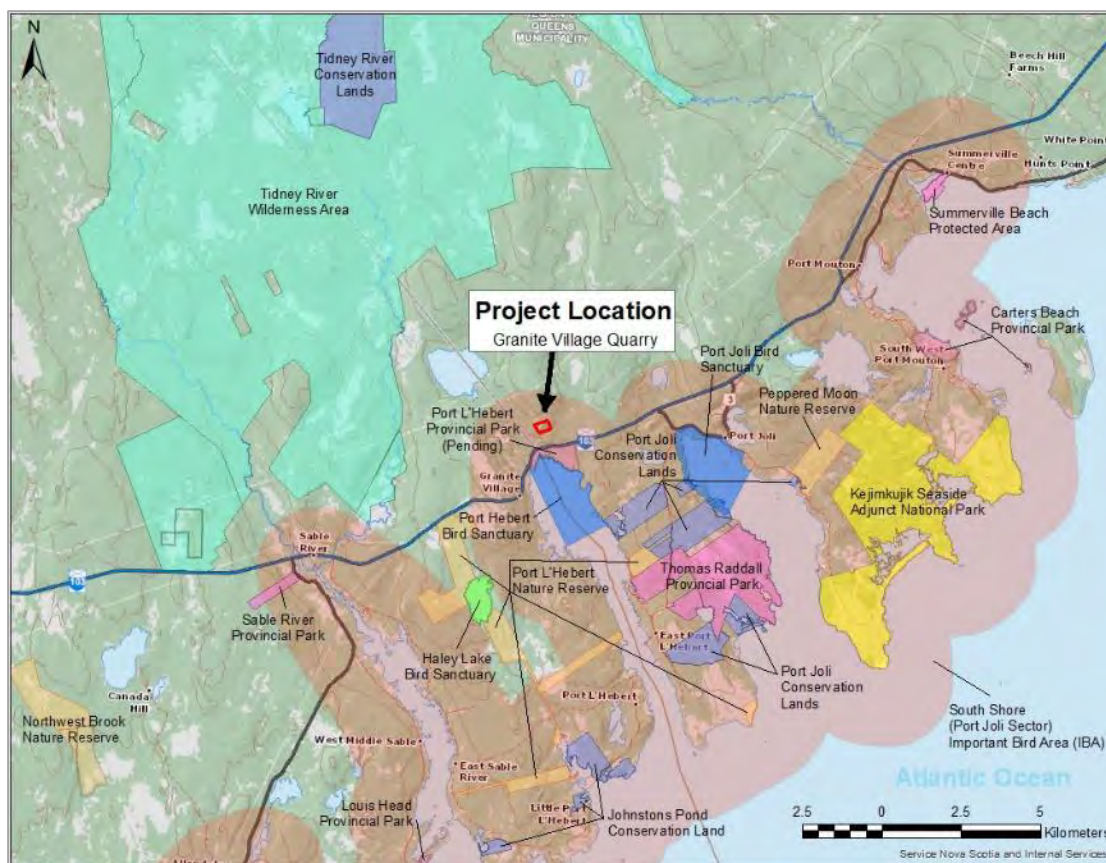 N
QUEENS
MUNICIPALITY
Tidney River
Conservation
Lands
Beech Hill
Farms
White Point
Hunts Point
Summerville
Centre
Tidney River
Wilderness Area
Summerville Beach
Protected Area
Port Mouton
Project Location
Granite Village Quarry
Carters Beach
Provincial Park
South West
Port Mouton
Port Joli Bird
Sanctuary
Peppered Moon
Nature Reserve
3
Port L'Hebert
Provincial Park
(Pending)
103
Port Joli
Conservation
Lands
Port Joli
Granite
Village
Kejimkujik Seaside
Adjunct National Park
Port Hebert
Bird Sanctuary
Sable
River
103
Port L'Hebert
Nature Reserve
Thomas Raddall
Provincial Park
Sable River
Provincial Park
Haley Lake
Bird Sanctuary
East Port
L'Hebert
Port Joli
Conservation
Lands
Canada
Hill
Port L'Hebert
Northwest Brook
Nature Reserve
West Middle Sable
South Shore
(Port Joli Sector)
Important Bird Area (IBA)
East Sable
River
Atlantic Ocean
Louis Head
Provincial Park
Little Port
L'Hebert
Johnstons Pond
Conservation Land
2.5 0 2.5 5
Kilometers
Service Nova Scotia and Internal Services